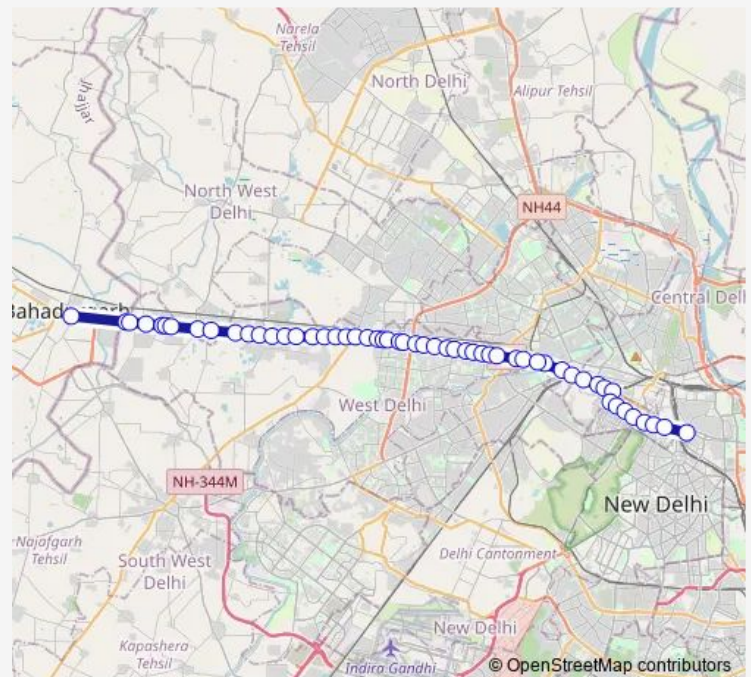 Narela
Tehsil
North Delhi
Alipur Tehsil
Jhajjar
North West
Delhi
NH44
Central Del
West Delhi
NH-344M
New Delhi
Najafgarh
Tehsil
South West
Delhi
Delhi Cantonment
New Delhi
Kapashera
Tehsil
Indira Gandhi
© OpenStreetMap contributors